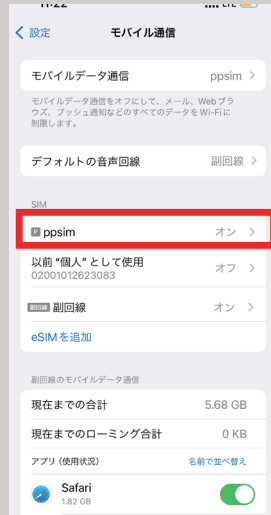 11:22
LTE
設定
モバイル通信
モバイルデータ通信 ppsim
モバイルデータ通信をオフにして、メール、Web ブラ
ウズ、プッシュ通知などのすべてのデータをWi-Fiに
制限します。
デフォルトの音声回線 副回線
SIM
P ppsim オン
以前 “個人” として使用 オフ
02001012623083
副回線 副回線 オン
eSIM を追加
副回線のモバイルデータ通信
現在までの合計 5.68 GB
現在までのローミング合計 0 KB
アプリ (使用状況) 名前で並べ替え
Safari
1.82 GB